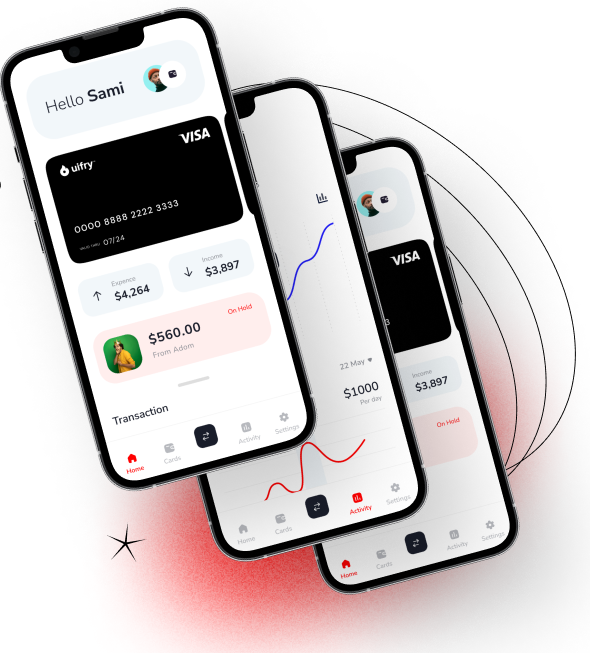 Hello Sami
VISA
uifry
0000 8888 2222 3333
VALID THRU 07/24
Expence
$4,264
Income
$3,897
On Hold
$560.00
From Adom
Transaction
Home
Cards
Activity
Settings
22 May
$1000
Per day
Home
Cards
Activity
Settings
VISA
3
Income
$3,897
On Hold
Home
Cards
Activity
Settings